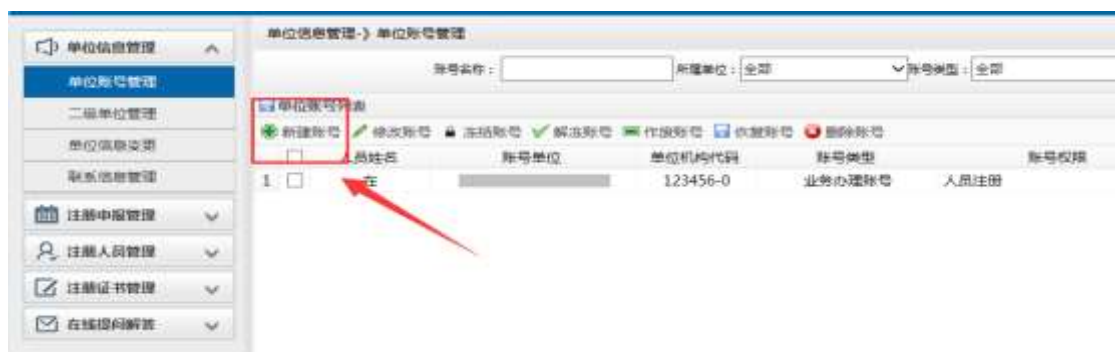 单位信息管理
单位账号管理
二级单位管理
单位信息变更
联系信息管理
注册申报管理
注册人员管理
注册证书管理
在线提问解答
单位信息管理-》单位账号管理
账号名称： 所属单位：全部 账号类型：全部
单位账号列表
新建账号 修改账号 冻结账号 解冻账号 作废账号 恢复账号 删除账号
人员姓名 账号单位 单位机构代码 账号类型 账号权限
1 在 123456-0 业务办理账号 人员注册